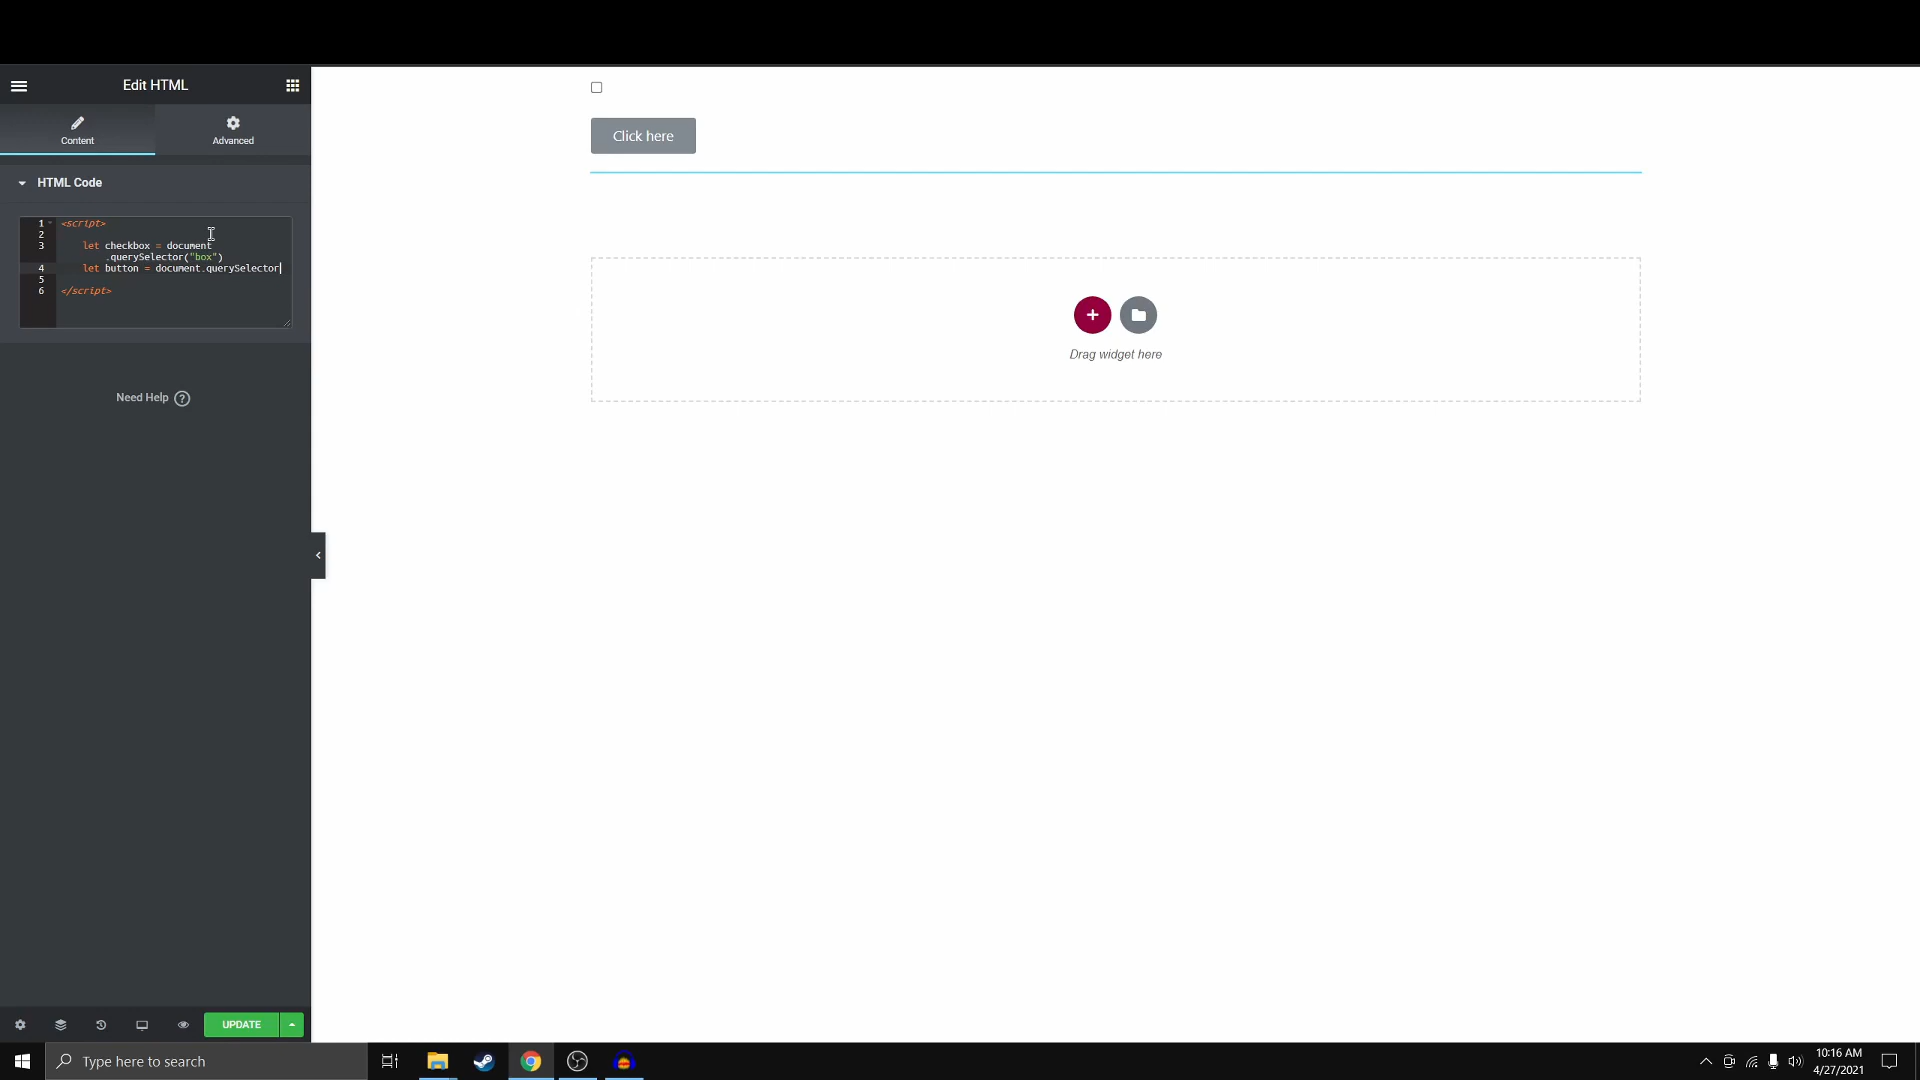 Edit HTML
Content
Advanced
HTML Code
1 <script>
2
3 let checkbox = document
.querySelector("box")
4 let button = document.querySelector
5
6 </script>
Need Help ?
UPDATE
Click here
Drag widget here
Type here to search
10:16 AM
4/27/2021